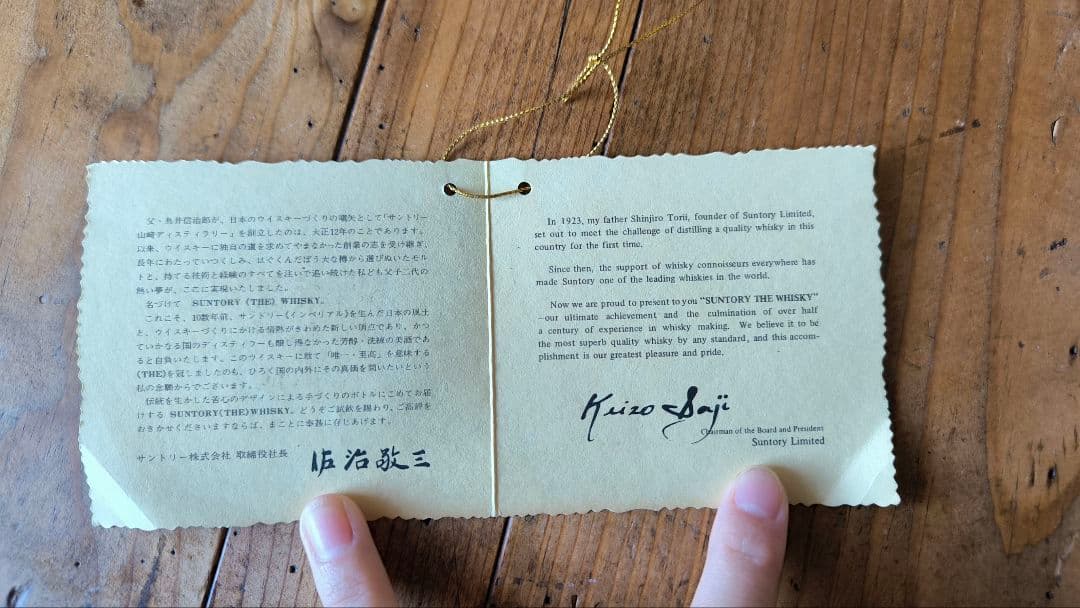 父・鳥井信治郎が、日本のウイスキーづくりの嚆矢として「サントリー
山崎ディスティラリー」を創立したのは、大正12年のことであります。
以来、ウイスキーに独自の道を求めてやまなかった創業の志を受け継ぎ、
長年にわたっていつくしみ、はぐくんだぼう大な樽から選びぬいたモル
トと、持てる技術と経験のすべてを注いで追い続けた私ども父子二代の
熱い夢が、ここに実現いたしました。
名づけて SUNTORY《THE》WHISKY。
これこそ、10数年前、サントリー《インペリアル》を生んだ日本の風土
と、ウイスキーづくりにかける情熱がきわめた新しい頂点であり、かつ
ていかなる国のディスティラーも醸し得なかった芳醇・洗練の美酒であ
ると自負いたします。このウイスキーに敢て「唯一・至高」を意味する
《THE》を冠しましたのも、ひろく国の内外にその真価を問いたいという
私の念願からでございます。
伝統を生かした苦心のデザインによる手づくりのボトルにこめてお届
けする SUNTORY《THE》WHISKY。どうぞご試飲を賜わり、ご高評を
おきかせくださいますならば、まことに幸甚に存じあげます。
サントリー株式会社 取締役社長 佐治敬三
In 1923, my father Shinjiro Torii, founder of Suntory Limited,
set out to meet the challenge of distilling a quality whisky in this
country for the first time.
Since then, the support of whisky connoisseurs everywhere has
made Suntory one of the leading whiskies in the world.
Now we are proud to present to you "SUNTORY THE WHISKY"
—our ultimate achievement and the culmination of over half
a century of experience in whisky making. We believe it to be
the most superb quality whisky by any standard, and this accom-
plishment is our greatest pleasure and pride.
Keizo Saji
Chairman of the Board and President
Suntory Limited